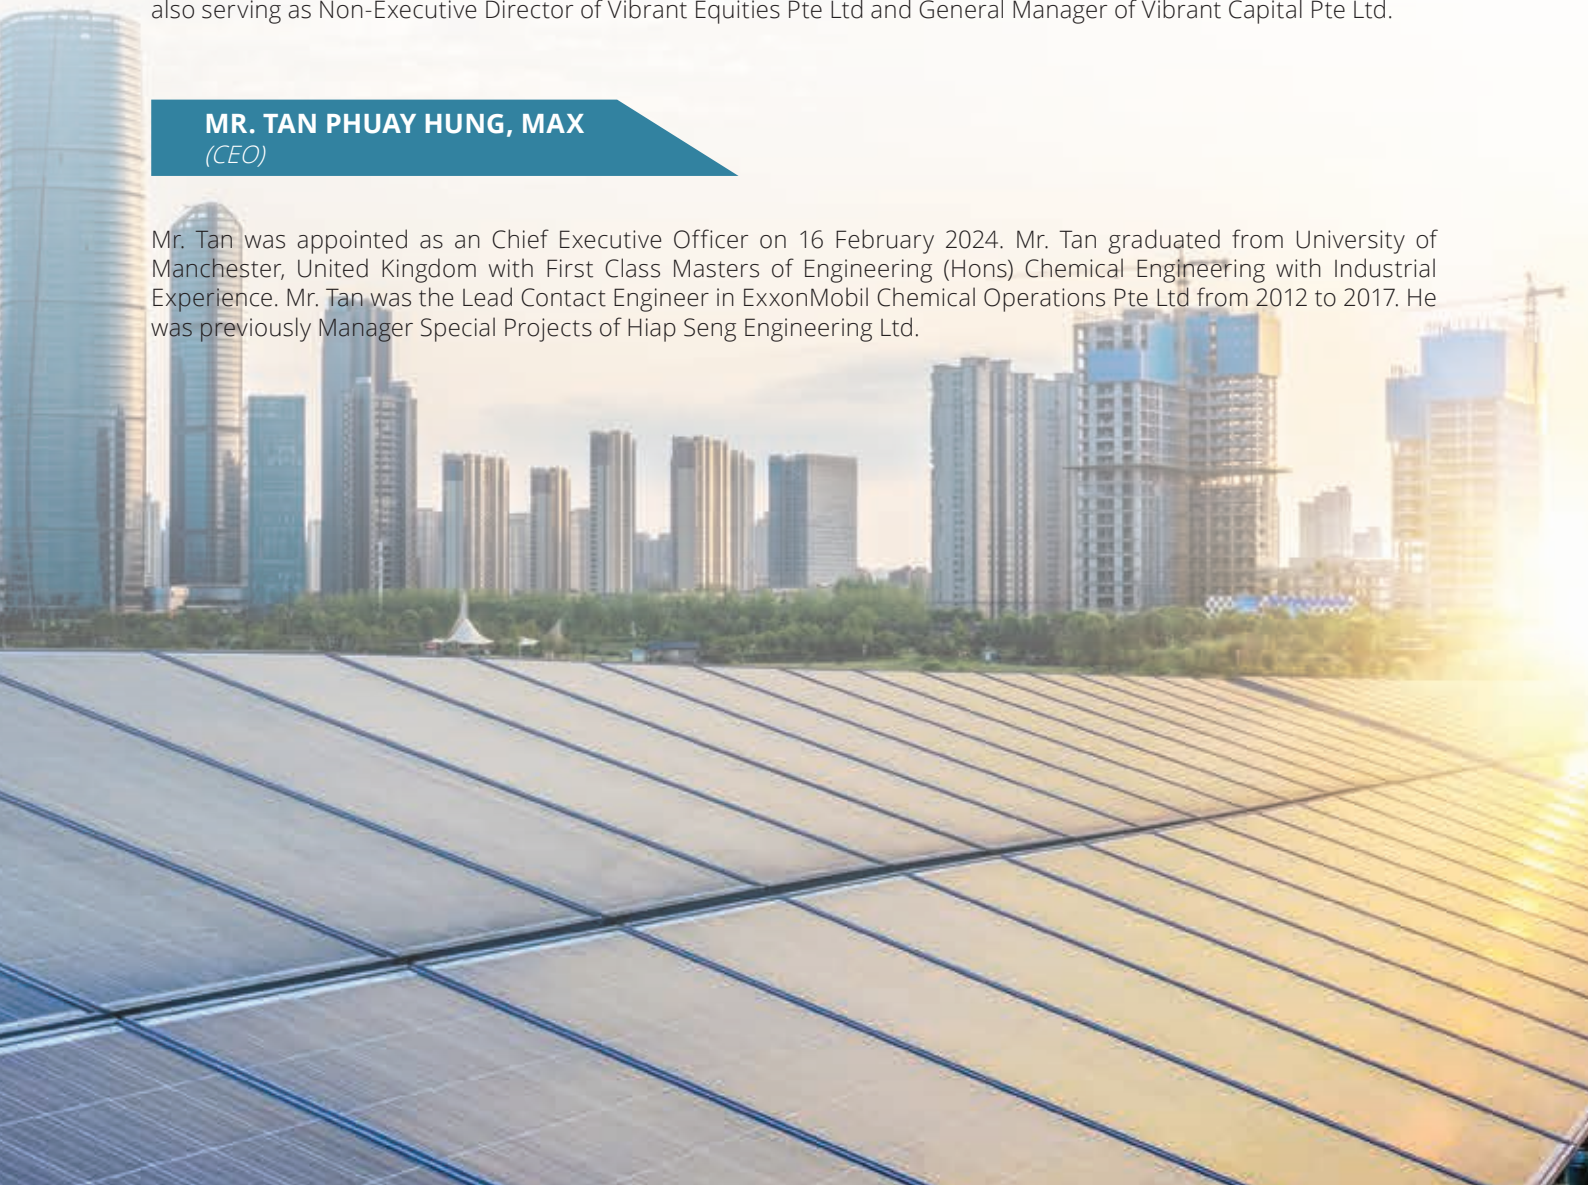 also serving as Non-Executive Director of Vibrant Equities Pte Ltd and General Manager of Vibrant Capital Pte Ltd.
MR. TAN PHUAY HUNG, MAX
(CEO)
Mr. Tan was appointed as an Chief Executive Officer on 16 February 2024. Mr. Tan graduated from University of
Manchester, United Kingdom with First Class Masters of Engineering (Hons) Chemical Engineering with Industrial
Experience. Mr. Tan was the Lead Contact Engineer in ExxonMobil Chemical Operations Pte Ltd from 2012 to 2017. He
was previously Manager Special Projects of Hiap Seng Engineering Ltd.